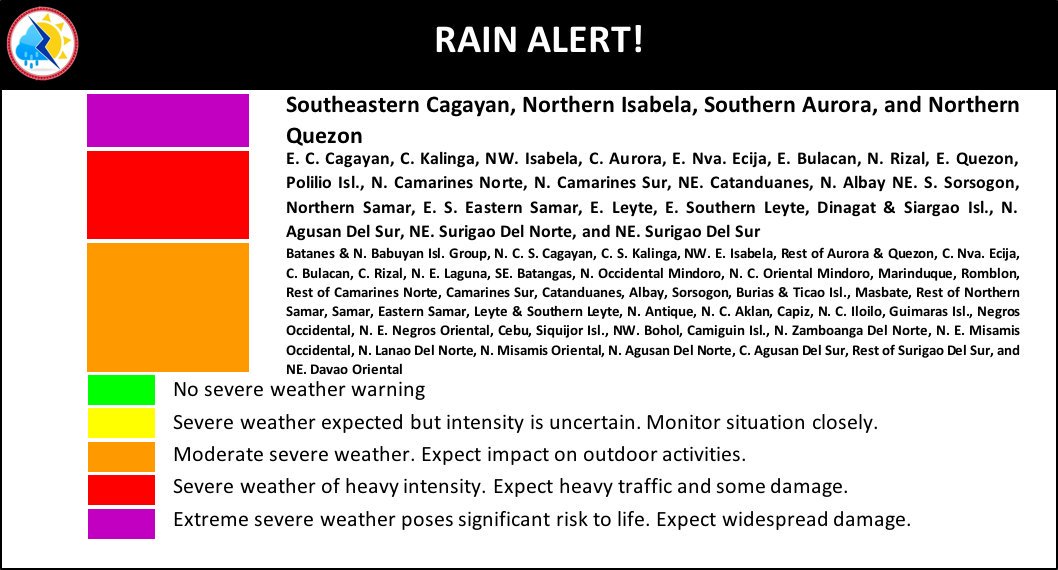 RAIN ALERT!
Southeastern Cagayan, Northern Isabela, Southern Aurora, and Northern
Quezon
E. C. Cagayan, C. Kalinga, NW. Isabela, C. Aurora, E. Nva. Ecija, E. Bulacan, N. Rizal, E. Quezon,
Polilio Isl., N. Camarines Norte, N. Camarines Sur, NE. Catanduanes, N. Albay NE. S. Sorsogon,
Northern Samar, E. S. Eastern Samar, E. Leyte, E. Southern Leyte, Dinagat & Siargao Isl., N.
Agusan Del Sur, NE. Surigao Del Norte, and NE. Surigao Del Sur
Batanes & N. Babuyan Isl. Group, N. C. S. Cagayan, C. S. Kalinga, NW. E. Isabela, Rest of Aurora & Quezon, C. Nva. Ecija,
C. Bulacan, C. Rizal, N. E. Laguna, SE. Batangas, N. Occidental Mindoro, N. C. Oriental Mindoro, Marinduque, Romblon,
Rest of Camarines Norte, Camarines Sur, Catanduanes, Albay, Sorsogon, Burias & Ticao Isl., Masbate, Rest of Northern
Samar, Samar, Eastern Samar, Leyte & Southern Leyte, N. Antique, N. C. Aklan, Capiz, N. C. Iloilo, Guimaras Isl., Negros
Occidental, N. E. Negros Oriental, Cebu, Siquijor Isl., NW. Bohol, Camiguin Isl., N. Zamboanga Del Norte, N. E. Misamis
Occidental, N. Lanao Del Norte, N. Misamis Oriental, N. Agusan Del Norte, C. Agusan Del Sur, Rest of Surigao Del Sur, and
NE. Davao Oriental
No severe weather warning
Severe weather expected but intensity is uncertain. Monitor situation closely.
Moderate severe weather. Expect impact on outdoor activities.
Severe weather of heavy intensity. Expect heavy traffic and some damage.
Extreme severe weather poses significant risk to life. Expect widespread damage.